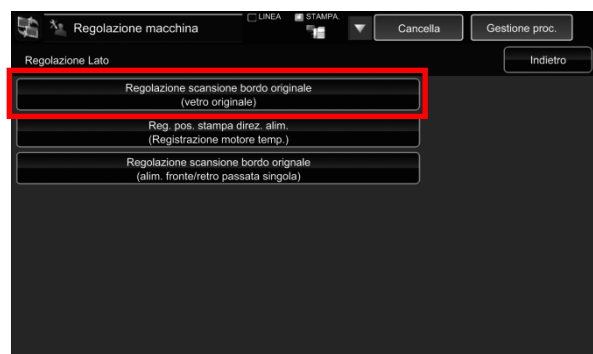 Regolazione macchina
LINEA
STAMPA.
Cancella
Gestione proc.
Regolazione Lato
Indietro
Regolazione scansione bordo originale
(vetro originale)
Reg. pos. stampa direz. alim.
(Registrazione motore temp.)
Regolazione scansione bordo orignale
(alim. fronte/retro passata singola)